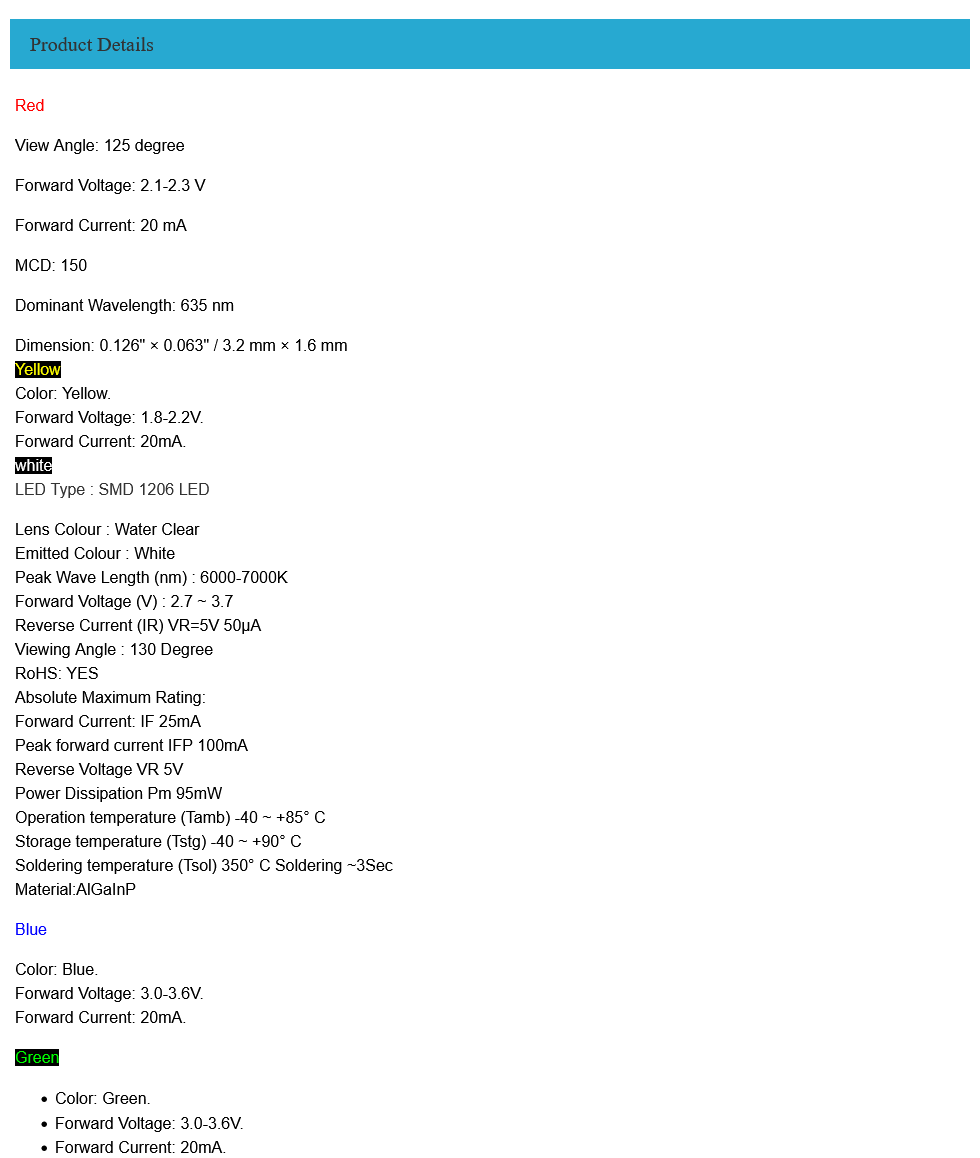 Product Details
Red
View Angle: 125 degree
Forward Voltage: 2.1-2.3 V
Forward Current: 20 mA
MCD: 150
Dominant Wavelength: 635 nm
Dimension: 0.126" × 0.063" / 3.2 mm × 1.6 mm
Yellow
Color: Yellow.
Forward Voltage: 1.8-2.2V.
Forward Current: 20mA.
white
LED Type : SMD 1206 LED
Lens Colour : Water Clear
Emitted Colour : White
Peak Wave Length (nm) : 6000-7000K
Forward Voltage (V) : 2.7 ~ 3.7
Reverse Current (IR) VR=5V 50μA
Viewing Angle : 130 Degree
RoHS: YES
Absolute Maximum Rating:
Forward Current: IF 25mA
Peak forward current IFP 100mA
Reverse Voltage VR 5V
Power Dissipation Pm 95mW
Operation temperature (Tamb) -40 ~ +85° C
Storage temperature (Tstg) -40 ~ +90° C
Soldering temperature (Tsol) 350° C Soldering ~3Sec
Material:AlGaInP
Blue
Color: Blue.
Forward Voltage: 3.0-3.6V.
Forward Current: 20mA.
Green
• Color: Green.
• Forward Voltage: 3.0-3.6V.
• Forward Current: 20mA.